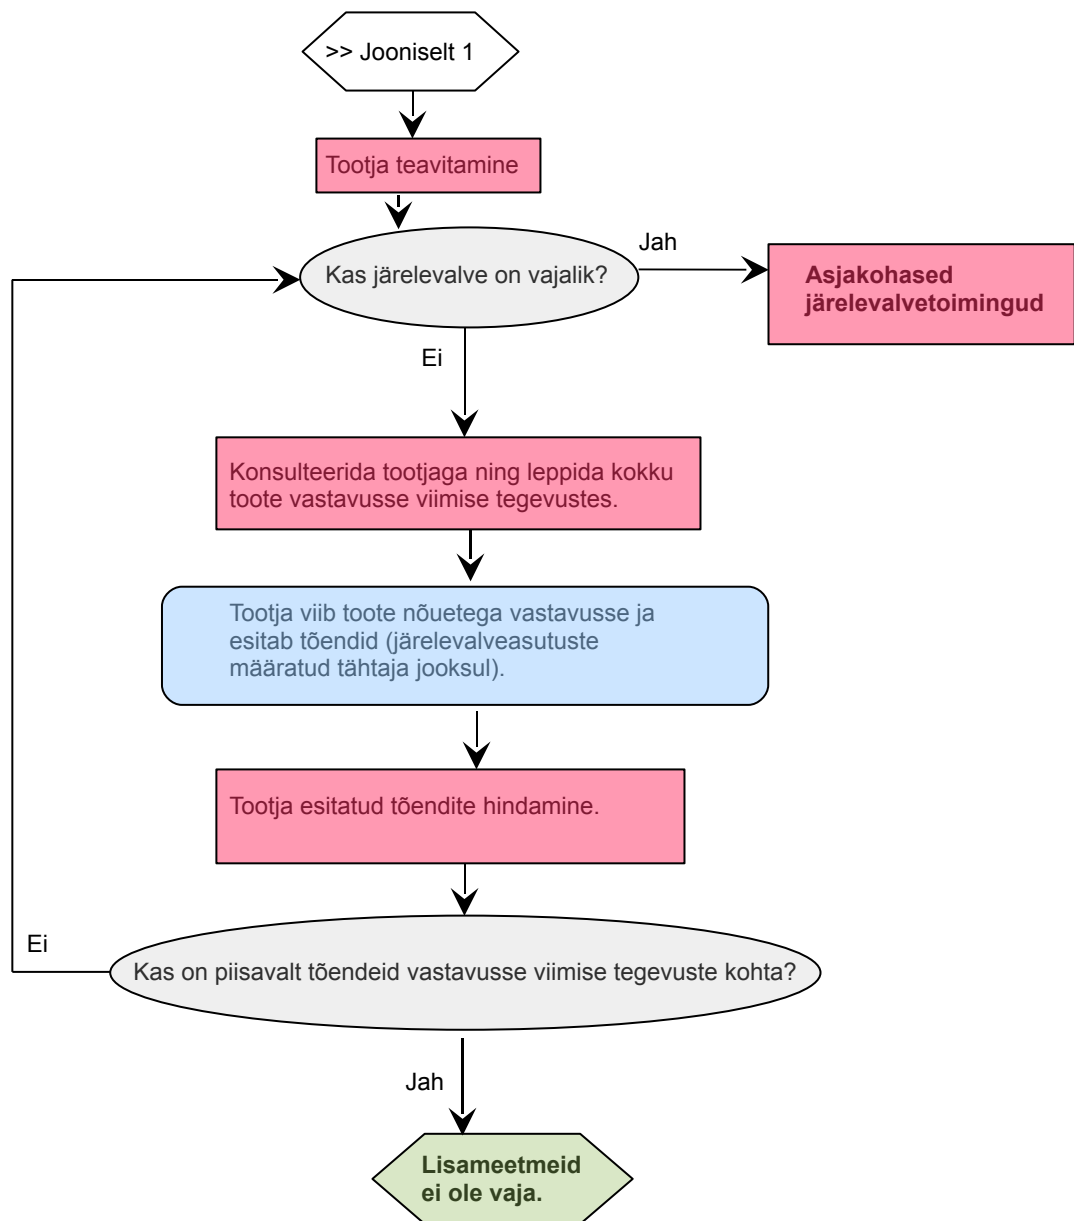 >> Jooniselt 1
Tootja teavitamine
Kas järelevalve on vajalik?
Jah
Asjakohased
järelevalvetoimingud
Ei
Konsulteerida tootjaga ning leppida kokku
toote vastavusse viimise tegevustes.
Tootja viib toote nõuetega vastavusse ja
esitab tõendid (järelevalveasutuste
määratud tähtaja jooksul).
Tootja esitatud tõendite hindamine.
Ei
Kas on piisavalt tõendeid vastavusse viimise tegevuste kohta?
Jah
Lisameetmeid
ei ole vaja.